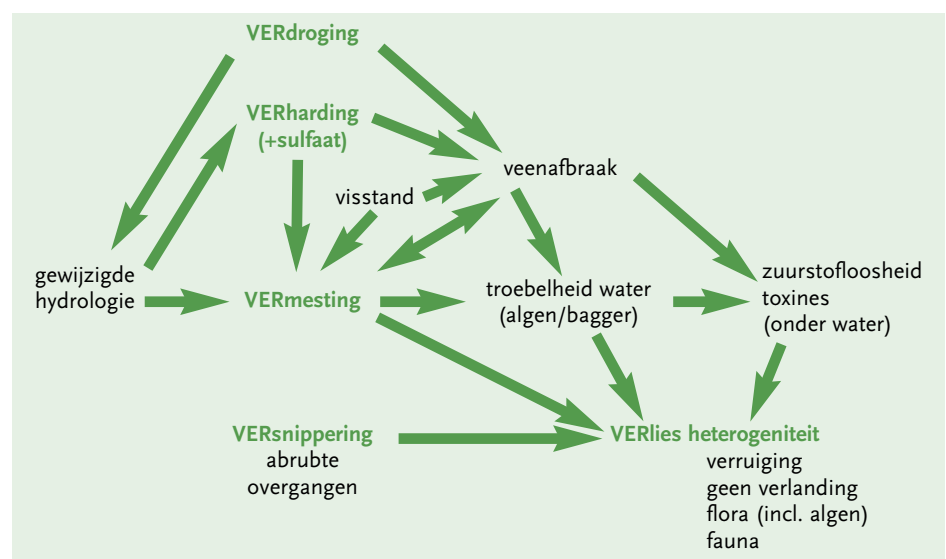 VERdroging
VERharding
(+sulfaat)
veenafbraak
visstand
gewijzigde
hydrologie
VERmesting
troebelheid water
(algen/bagger)
zuurstofloosheid
toxines
(onder water)
VERsnippering
abrubte
overgangen
VERlies heterogeniteit
verruiging
geen verlanding
flora (incl. algen)
fauna